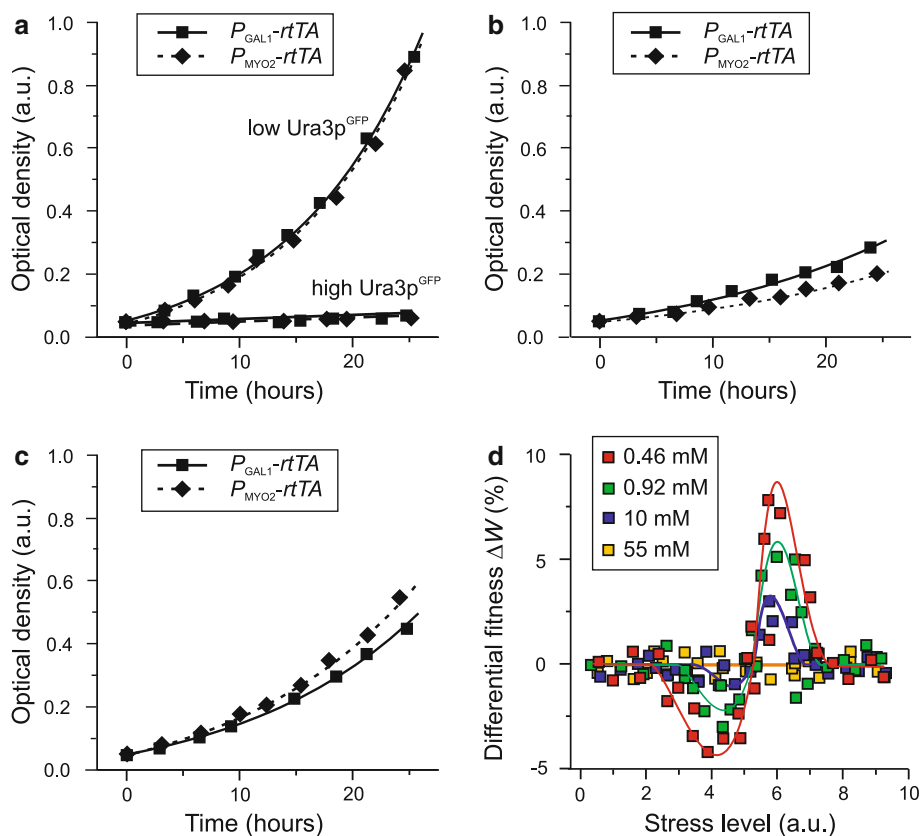 a
P_GAL1-rtTA
P_MYO2-rtTA
low Ura3p^GFP
high Ura3p^GFP
Optical density (a.u.)
1.0
0.8
0.6
0.4
0.2
0.0
0 10 20
Time (hours)
b
P_GAL1-rtTA
P_MYO2-rtTA
Optical density (a.u.)
1.0
0.8
0.6
0.4
0.2
0.0
0 10 20
Time (hours)
c
P_GAL1-rtTA
P_MYO2-rtTA
Optical density (a.u.)
1.0
0.8
0.6
0.4
0.2
0.0
0 10 20
Time (hours)
d
0.46 mM
0.92 mM
10 mM
55 mM
Differential fitness ΔW (%)
10
5
0
-5
0 2 4 6 8 10
Stress level (a.u.)